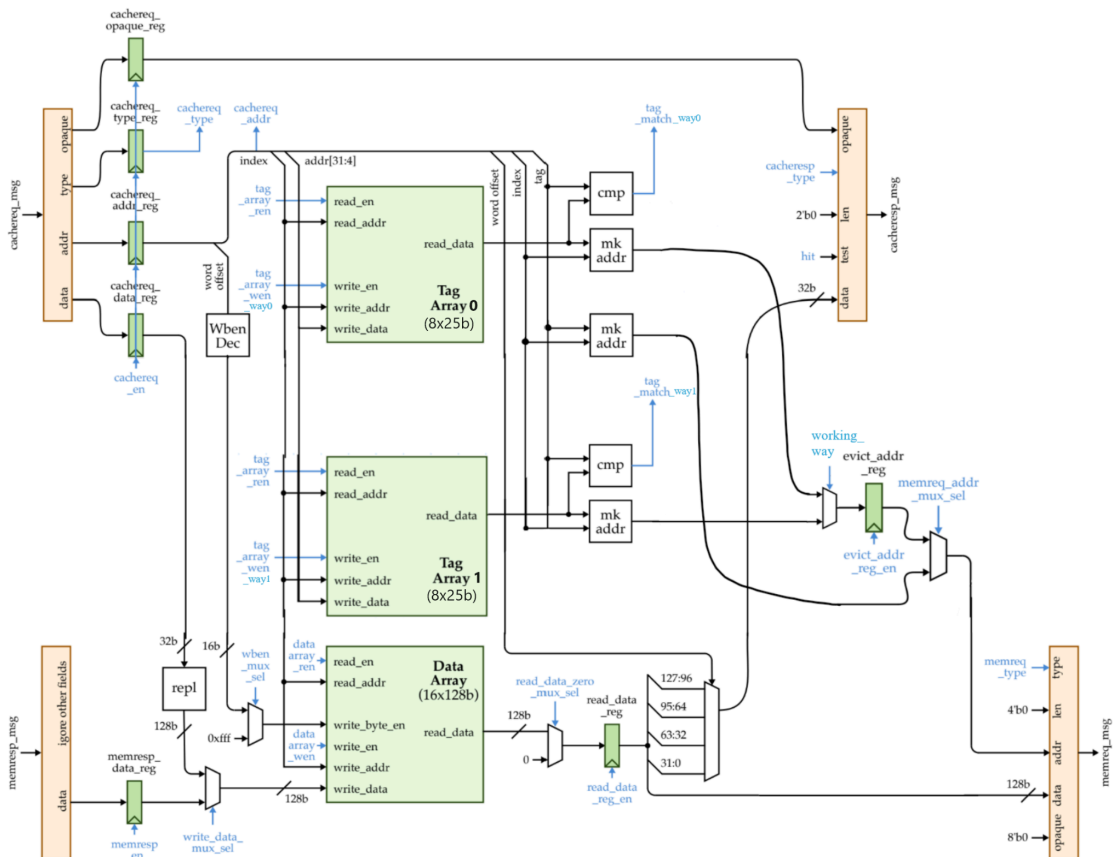 cachereq_
opaque_reg
cachereq_
type_reg
cachereq
_type
cachereq
_addr
cachereq_msg
opaque
type
addr
data
cachereq_
addr_reg
cachereq_
data_reg
cachereq
_en
word
offset
Wben
Dec
index
addr[31:4]
tag
_array
_ren
read_en
read_addr
read_data
tag
_array
_wen
_way0
write_en
write_addr
write_data
Tag
Array 0
(8x25b)
word offset
index
tag
cmp
mk
addr
mk
addr
tag
_match_way0
cacheresp
_type
2'b0
hit
32b
opaque
len
test
data
cacheresp_msg
tag
_array
_ren
read_en
read_addr
read_data
tag
_array
_wen
_way1
write_en
write_addr
write_data
Tag
Array 1
(8x25b)
tag
_match_way1
cmp
mk
addr
working_
way
evict_addr
_reg
evict_addr
_reg_en
memreq_addr
_mux_sel
32b
16b
repl
128b
wben
_mux
_sel
0xfff
data
array
_ren
read_en
read_addr
write_byte_en
data
array
_wen
write_en
write_addr
write_data
read_data
Data
Array
(16x128b)
128b
memresp_msg
igore other fields
data
memresp_
data_reg
memresp
en
write_data_
mux_sel
128b
read_data_zero
_mux_sel
0
read_data
_reg
read_data
_reg_en
127:96
95:64
63:32
31:0
memreq
_type
4'b0
128b
8'b0
type
len
addr
data
opaque
memreq_msg